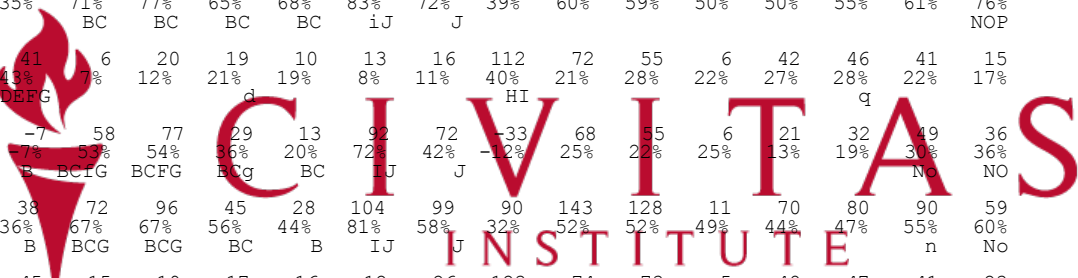 35% 71% 77% 65% 68% 83% 72% 39% 60% 59% 50% 50% 55% 61% 76%
BC BC BC BC iJ J NOP
41 6 20 19 10 13 16 112 72 55 6 42 46 41 15
43% 7% 12% 21% 19% 8% 11% 40% 21% 28% 22% 27% 28% 22% 17%
DEFG d HI q
-7 58 77 29 13 92 72 -33 68 55 6 21 32 49 36
-7% 53% 54% 36% 20% 72% 42% -12% 25% 22% 25% 13% 19% 30% 36%
B BCfG BCFG BCg BC IJ J No NO
CIVITAS
38 72 96 45 28 104 99 90 143 128 11 70 80 90 59
36% 67% 67% 56% 44% 81% 58% 32% 52% 52% 49% 44% 47% 55% 60%
B BCG BCG BC B IJ J n No
INSTITUTE